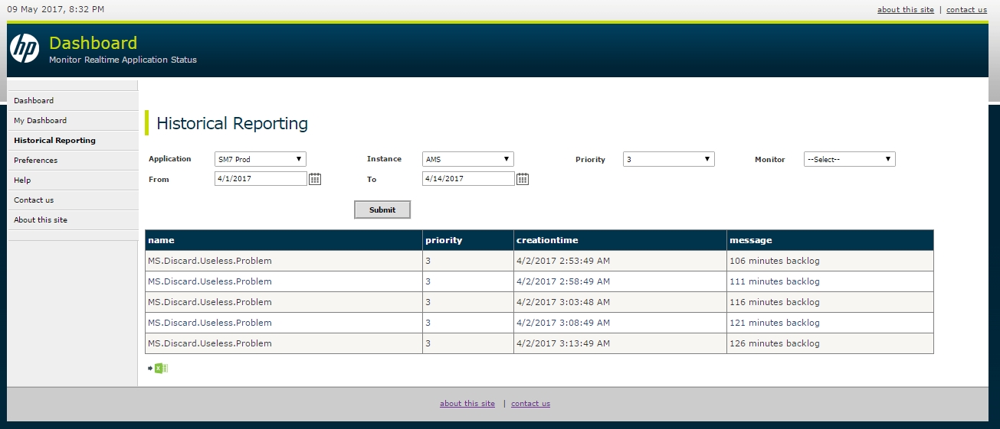 09 May 2017, 8:32 PM about this site | contact us
hp Dashboard
Monitor Realtime Application Status
Dashboard
My Dashboard
Historical Reporting
Preferences
Help
Contact us
About this site
Historical Reporting
Application SM7 Prod Instance AMS Priority 3 Monitor --Select--
From 4/1/2017 To 4/14/2017
Submit
name priority creationtime message
MS.Discard.Useless.Problem 3 4/2/2017 2:53:49 AM 106 minutes backlog
MS.Discard.Useless.Problem 3 4/2/2017 2:58:49 AM 111 minutes backlog
MS.Discard.Useless.Problem 3 4/2/2017 3:03:48 AM 116 minutes backlog
MS.Discard.Useless.Problem 3 4/2/2017 3:08:49 AM 121 minutes backlog
MS.Discard.Useless.Problem 3 4/2/2017 3:13:49 AM 126 minutes backlog
about this site | contact us